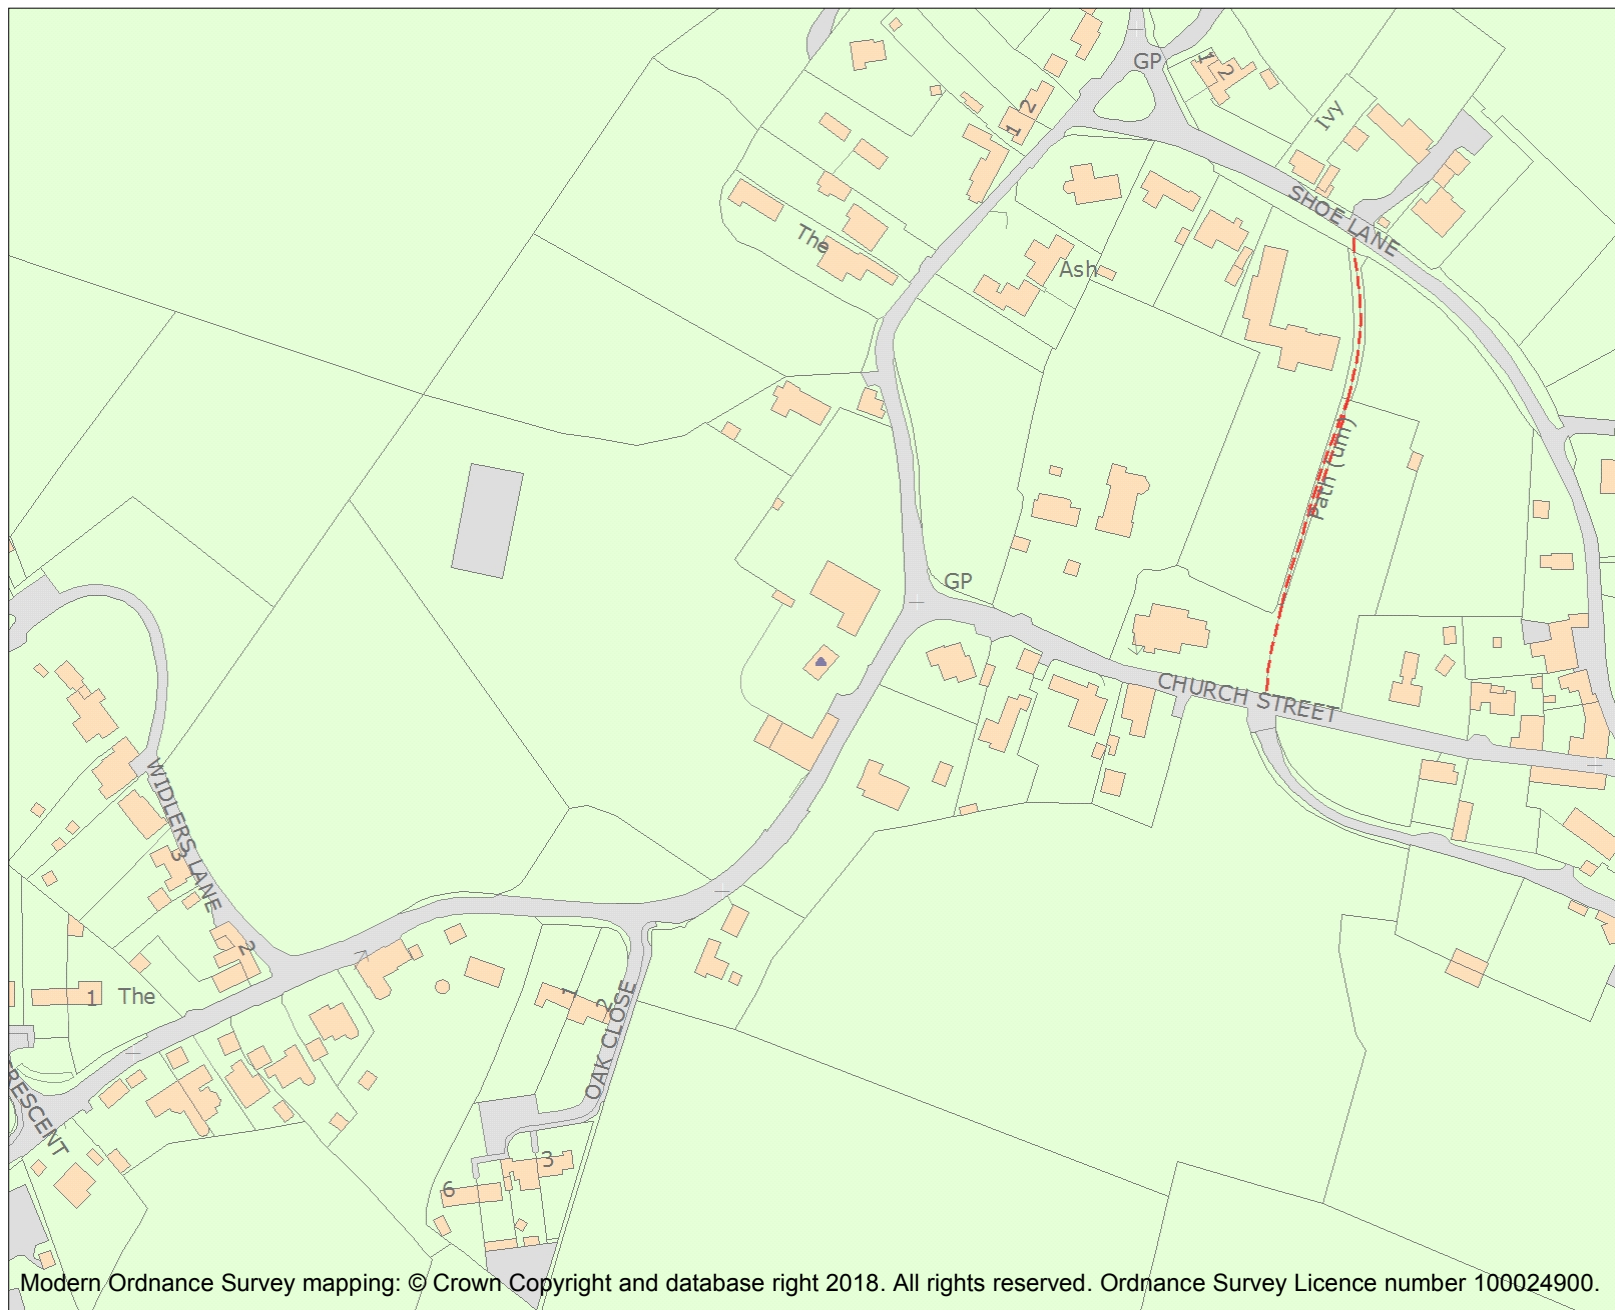 GP
1
2
Ivy
2
1
SHOE LANE
The
Ash
Path (um)
GP
CHURCH STREET
WIDLERS LANE
3
2
1
The
1
2
OAK CLOSE
RESCENT
3
6
Modern Ordnance Survey mapping: © Crown Copyright and database right 2018. All rights reserved. Ordnance Survey Licence number 100024900.